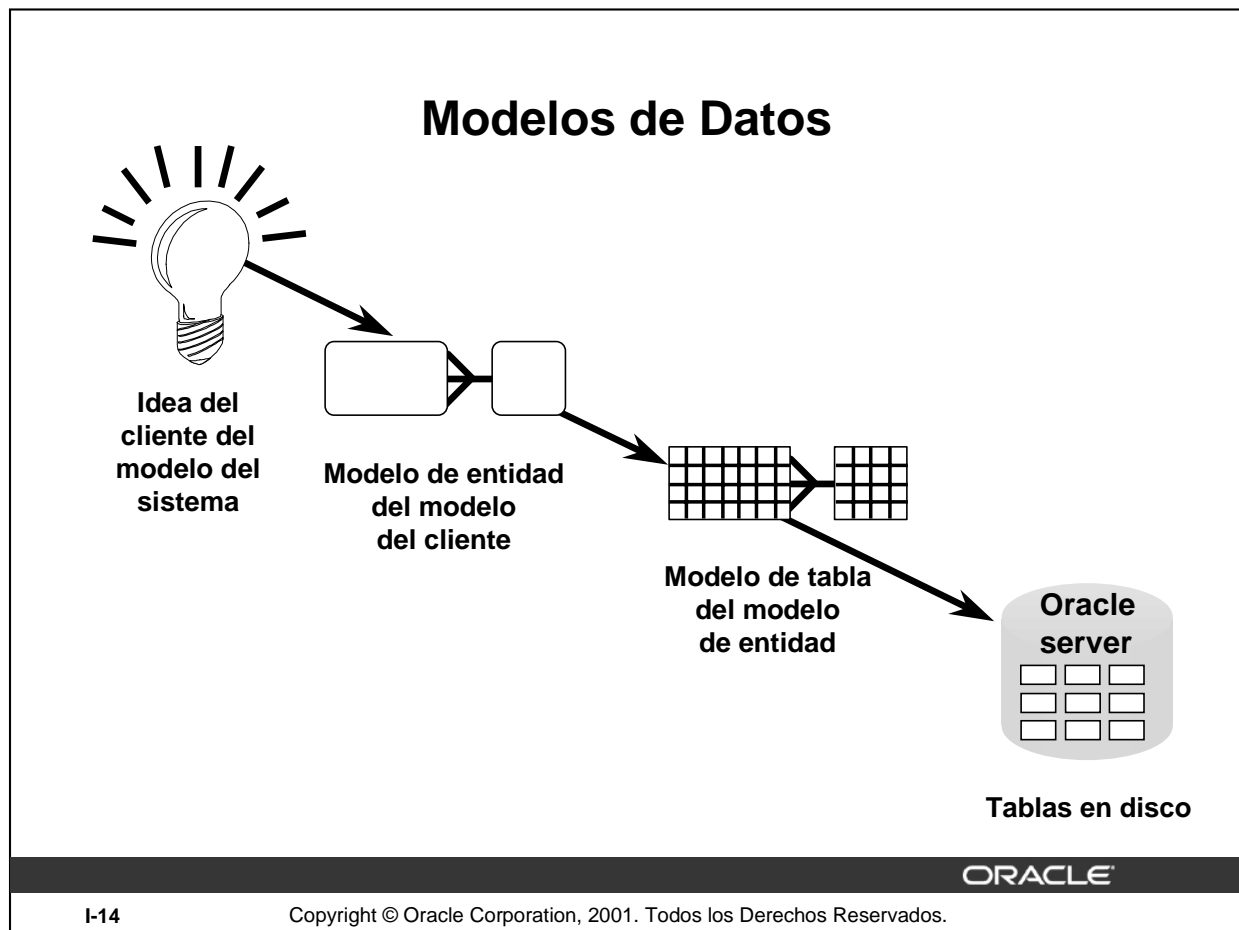 Modelos de Datos
Idea del
cliente del
modelo del
sistema
Modelo de entidad
del modelo
del cliente
Modelo de tabla
del modelo
de entidad
Oracle
server
Tablas en disco
ORACLE
I-14
Copyright © Oracle Corporation, 2001. Todos los Derechos Reservados.